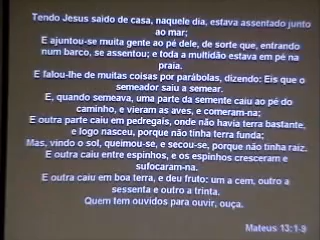 Tendo Jesus saido de casa, naquele dia, estava assentado junto
ao mar;
E ajuntou-se muita gente ao pé dele, de sorte que, entrando
num barco, se assentou; e toda a multidão estava em pé na
praia.
E falou-lhe de muitas coisas por parábolas, dizendo: Eis que o
semeador saiu a semear.
E, quando semeava, uma parte da semente caiu ao pé do
caminho, e vieram as aves, e comeram-na;
E outra parte caiu em pedregais, onde não havia terra bastante,
e logo nasceu, porque não tinha terra funda;
Mas, vindo o sol, queimou-se, e secou-se, porque não tinha raiz.
E outra caiu entre espinhos, e os espinhos cresceram e
sufocaram-na.
E outra caiu em boa terra, e deu fruto: um a cem, outro a
sessenta e outro a trinta.
Quem tem ouvidos para ouvir, ouça.
Mateus 13:1-9